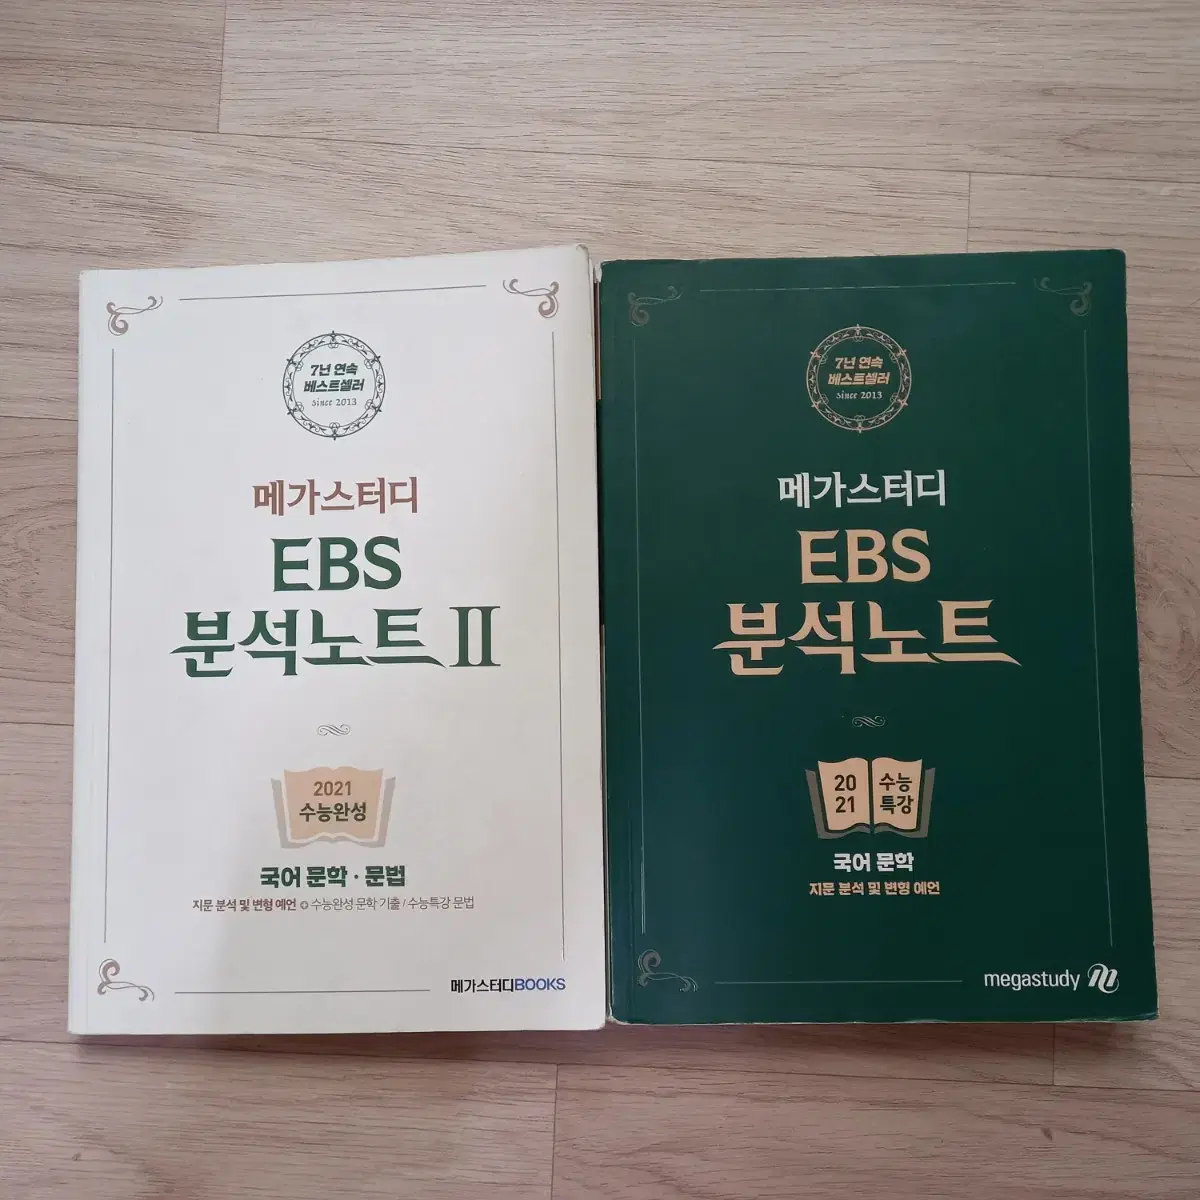 7년 연속
베스트셀러
since 2013
메가스터디
EBS
분석노트 II
2021
수능완성
국어 문학 · 문법
지문 분석 및 변형 예언 + 수능완성 문학 기출 / 수능특강 문법
메가스터디BOOKS
7년 연속
베스트셀러
since 2013
메가스터디
EBS
분석노트
20 수능
21 특강
국어 문학
지문 분석 및 변형 예언
megastudy